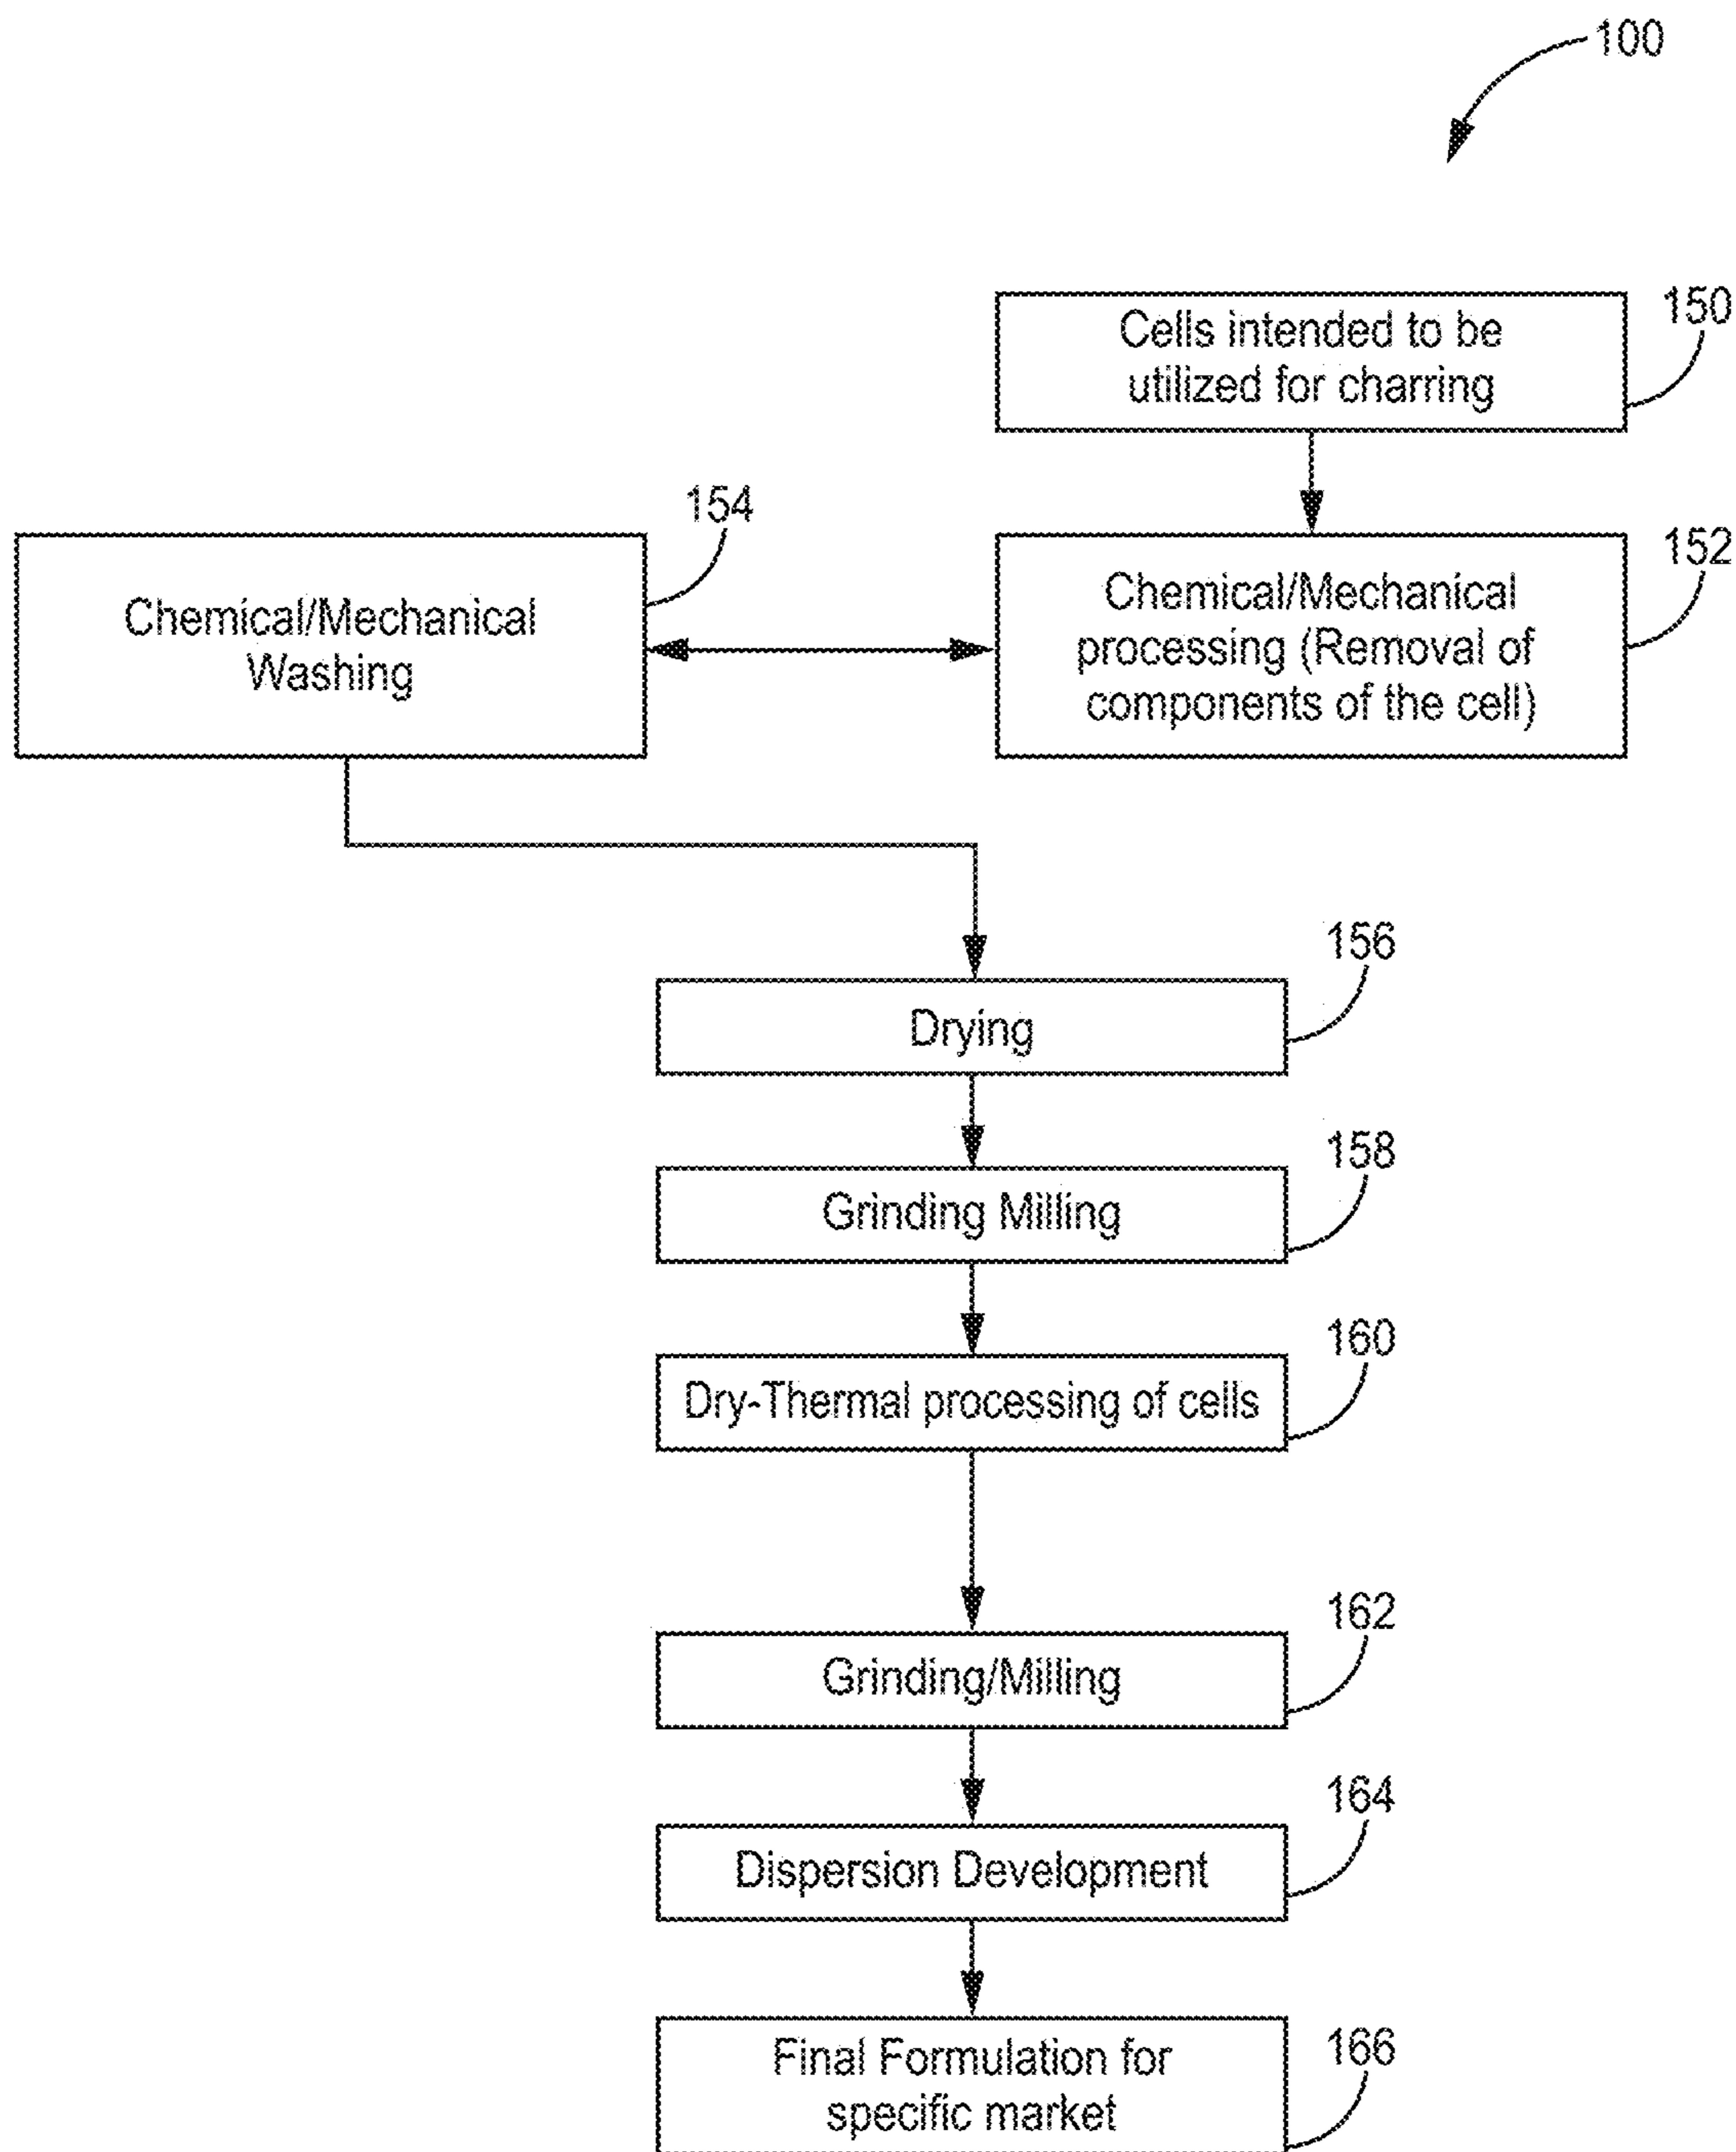 100
Cells intended to be
utilized for charring
150
154
Chemical/Mechanical
Washing
Chemical/Mechanical
processing (Removal of
components of the cell)
152
Drying
156
Grinding Milling
158
Dry-Thermal processing of cells
160
Grinding/Milling
162
Dispersion Development
164
Final Formulation for
specific market
166